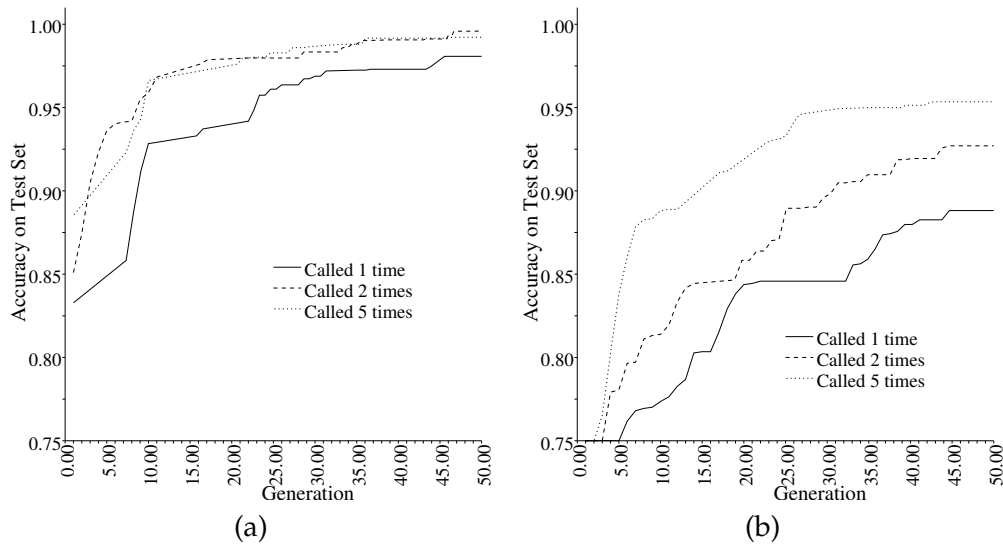 1.00
0.95
0.90
0.85
0.80
0.75
Accuracy on Test Set
Called 1 time
Called 2 times
Called 5 times
0.00
5.00
10.00
15.00
20.00
25.00
30.00
35.00
40.00
45.00
50.00
Generation
(a)
1.00
0.95
0.90
0.85
0.80
0.75
Accuracy on Test Set
Called 1 time
Called 2 times
Called 5 times
0.00
5.00
10.00
15.00
20.00
25.00
30.00
35.00
40.00
45.00
50.00
Generation
(b)